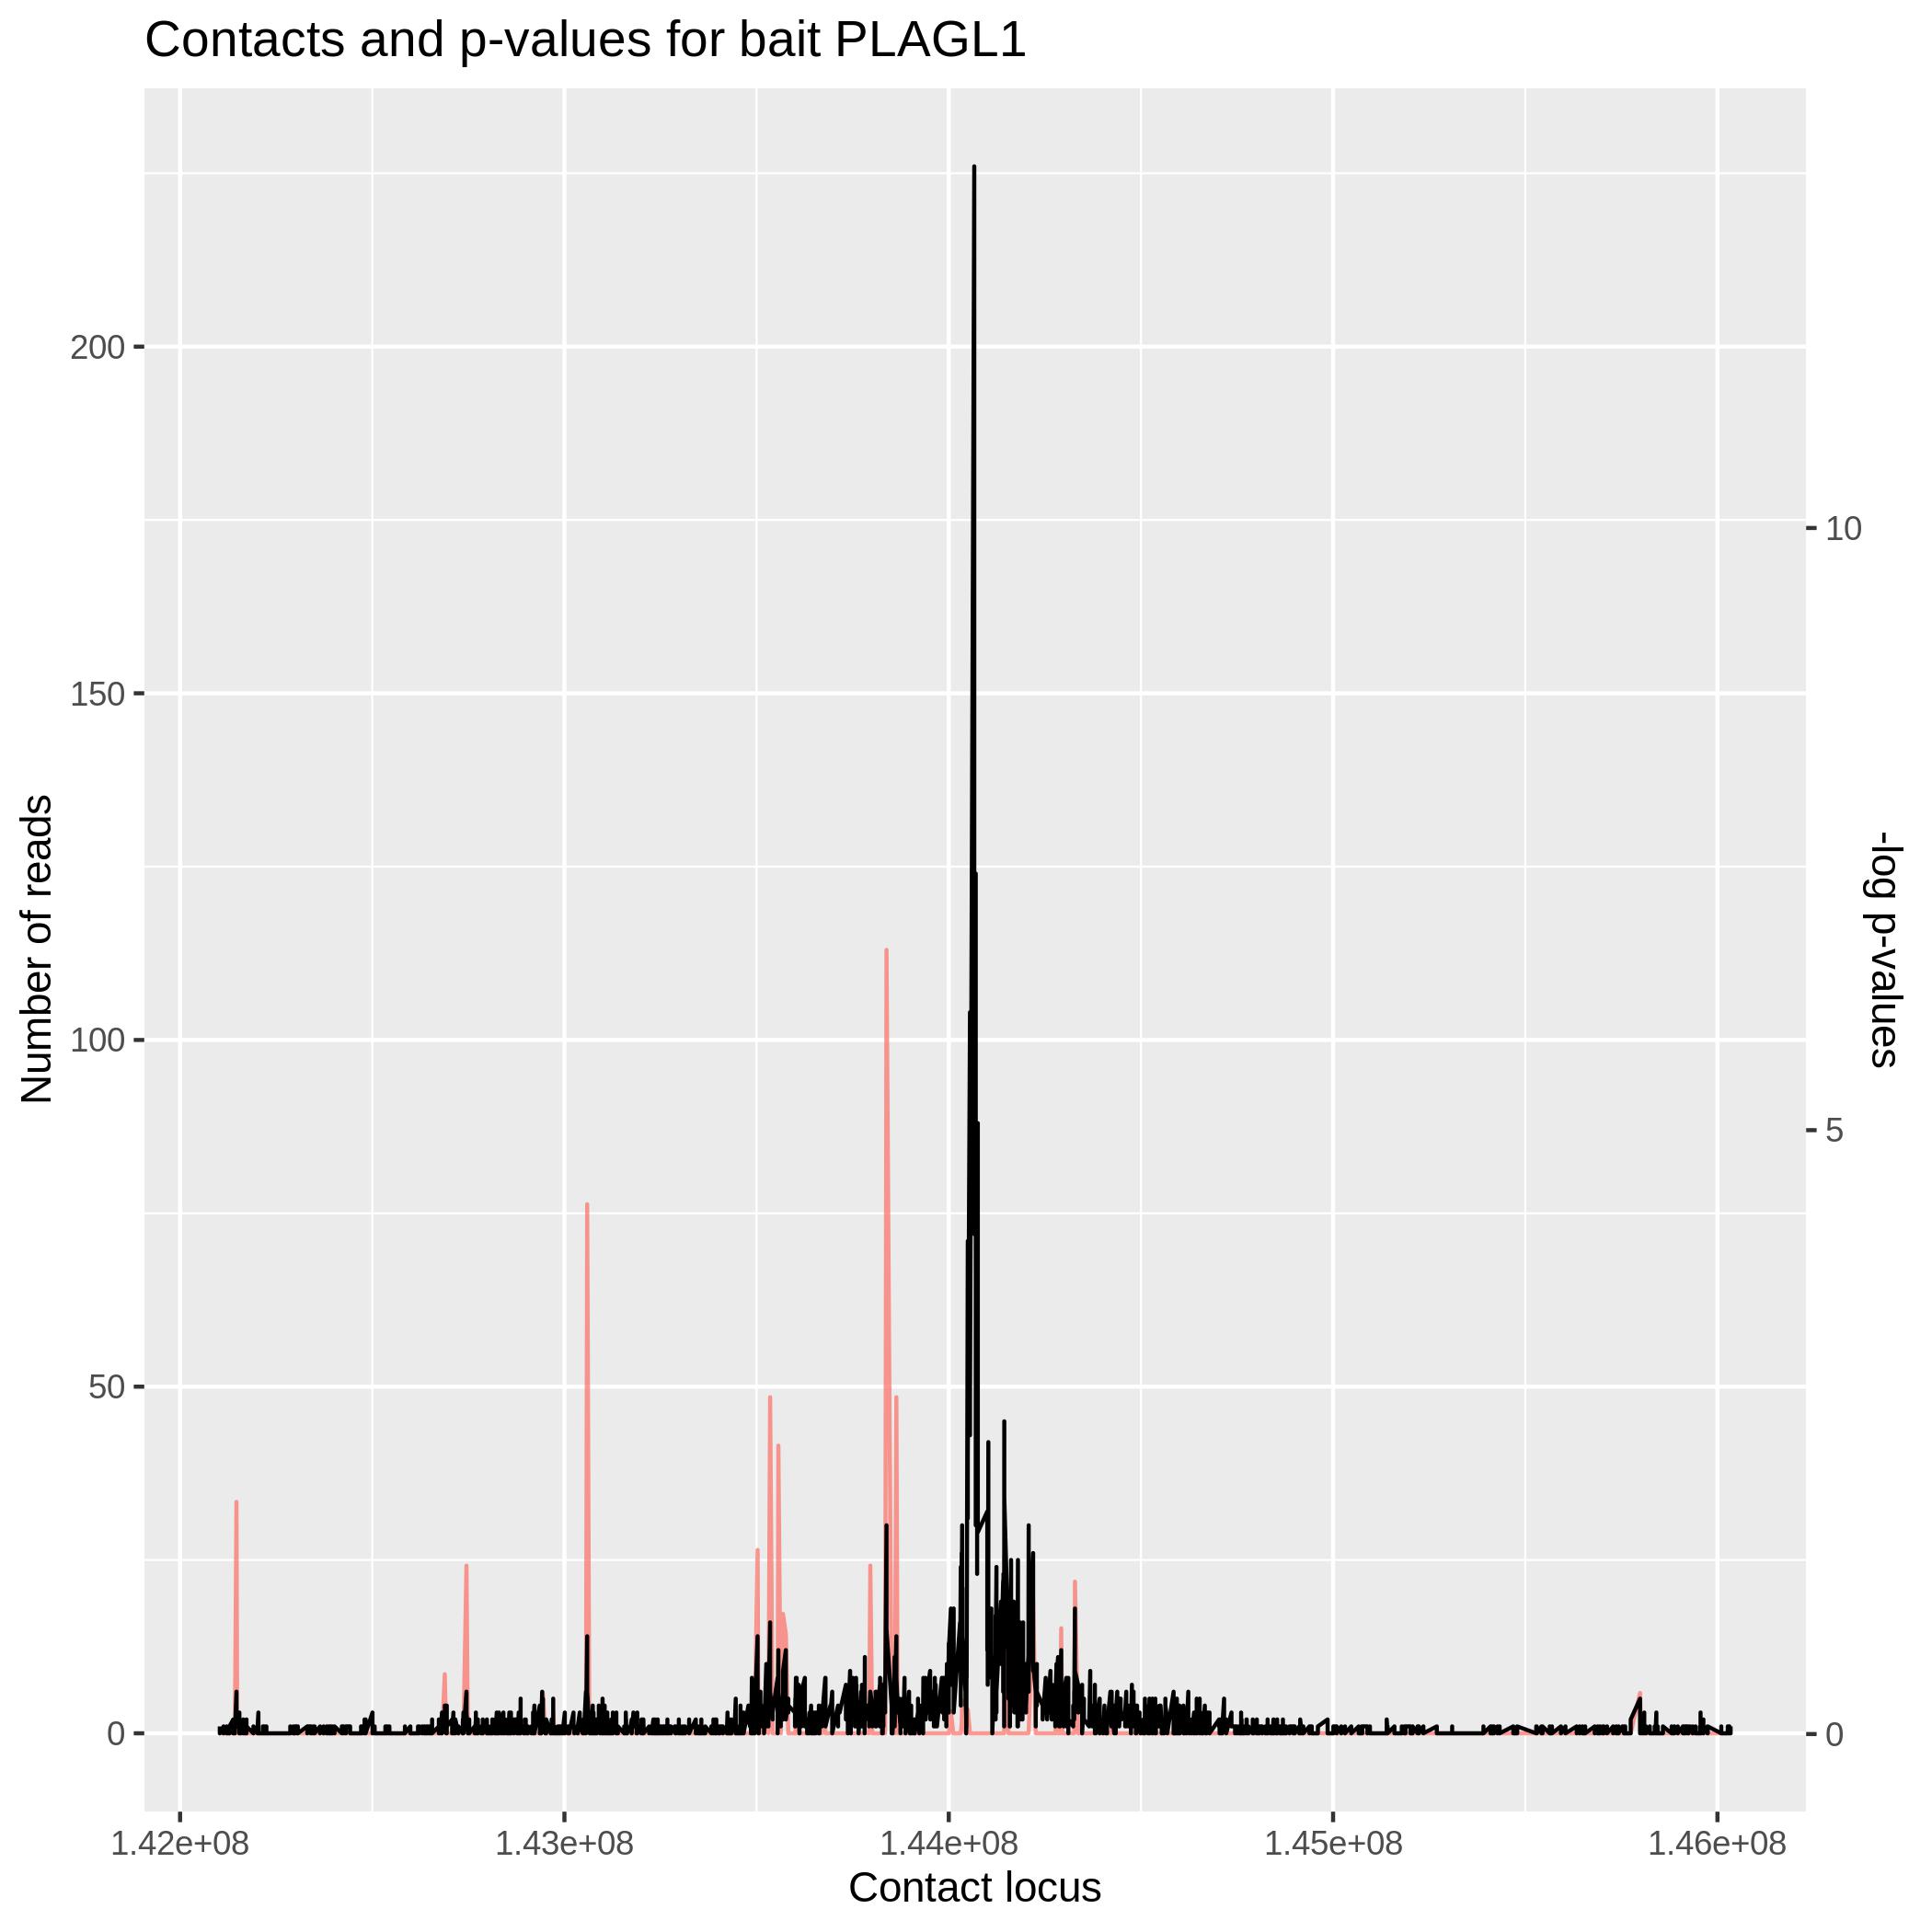 Contacts and p-values for bait PLAGL1
200
150
100
50
0
Number of reads
10
5
0
-log p-values
1.42e+08
1.43e+08
1.44e+08
1.45e+08
1.46e+08
Contact locus